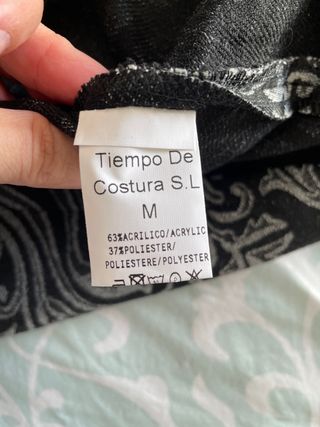 Tiempo De
Costura S.L
M
63%ACRILICO/ACRYLIC
37%POLIESTER/
POLIESTERE/POLYESTER